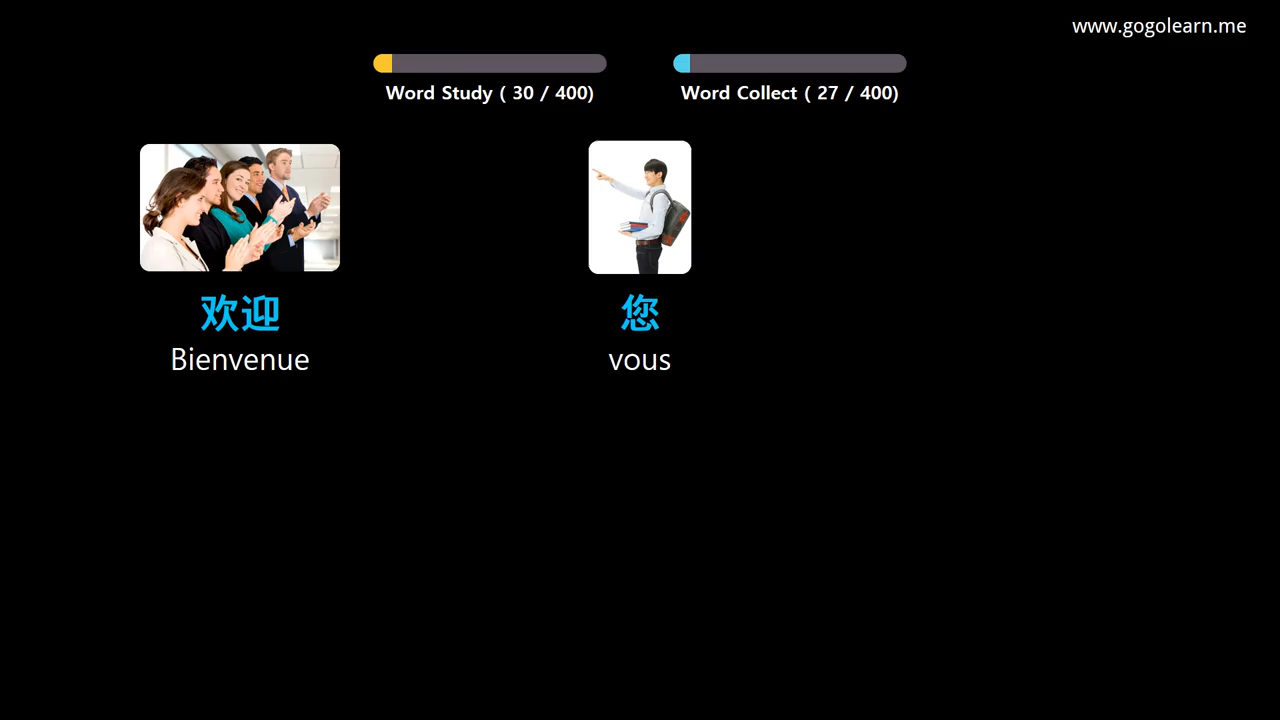 www.gogolearn.me
Word Study ( 30 / 400)
Word Collect ( 27 / 400)
欢迎
您
Bienvenue
vous